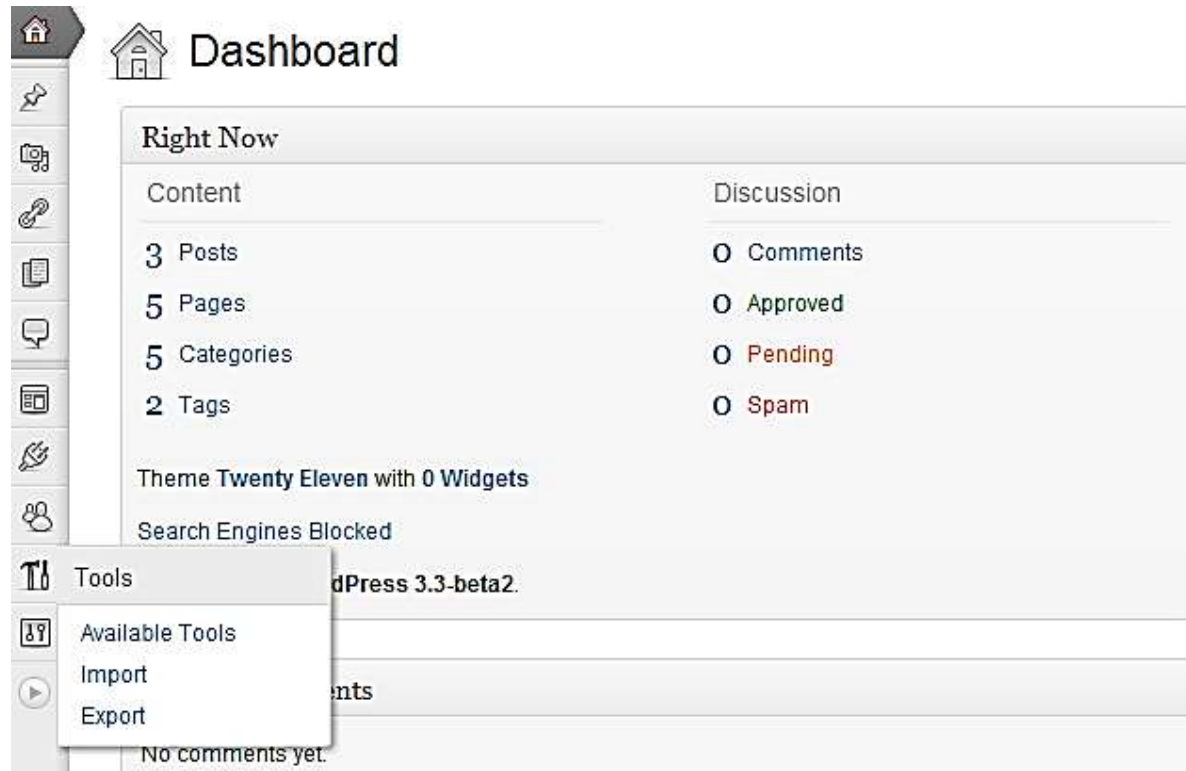 Dashboard
Right Now
Content
Discussion
3 Posts
0 Comments
5 Pages
0 Approved
5 Categories
0 Pending
2 Tags
0 Spam
Theme Twenty Eleven with 0 Widgets
Search Engines Blocked
Tools
dPress 3.3-beta2.
Available Tools
Import
nts
Export
No comments yet.